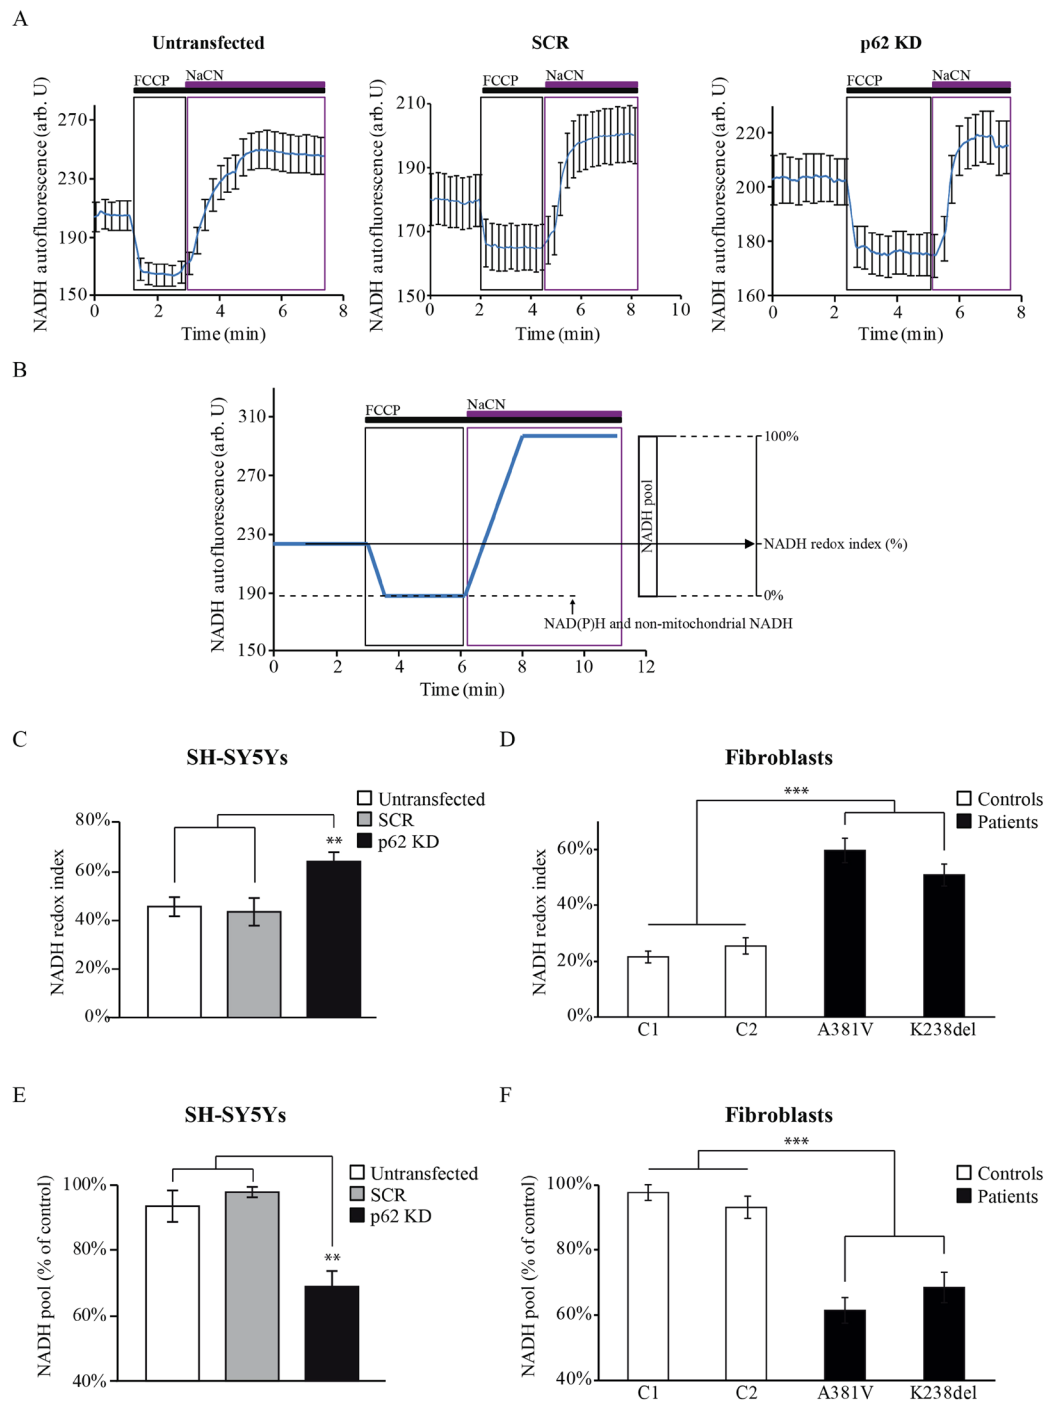 A
Untransfected
SCR
p62 KD
FCCP
NaCN
FCCP
NaCN
FCCP
NaCN
NADH autofluorescence (arb. U)
270
230
190
150
0
2
4
6
8
Time (min)
NADH autofluorescence (arb. U)
210
190
170
150
0
2
4
6
8
10
Time (min)
NADH autofluorescence (arb. U)
220
200
180
160
0
2
4
6
8
Time (min)
B
NADH autofluorescence (arb. U)
310
270
230
190
150
FCCP
NaCN
NADH pool
100%
NADH redox index (%)
0%
NAD(P)H and non-mitochondrial NADH
0
2
4
6
8
10
12
Time (min)
C
SH-SY5Ys
Untransfected
SCR
p62 KD
**
NADH redox index
80%
60%
40%
20%
0%
D
Fibroblasts
Controls
Patients
***
NADH redox index
60%
40%
20%
0%
C1
C2
A381V
K238del
E
SH-SY5Ys
Untransfected
SCR
p62 KD
**
NADH pool (% of control)
100%
80%
60%
40%
F
Fibroblasts
***
Controls
Patients
NADH pool (% of control)
100%
80%
60%
40%
C1
C2
A381V
K238del